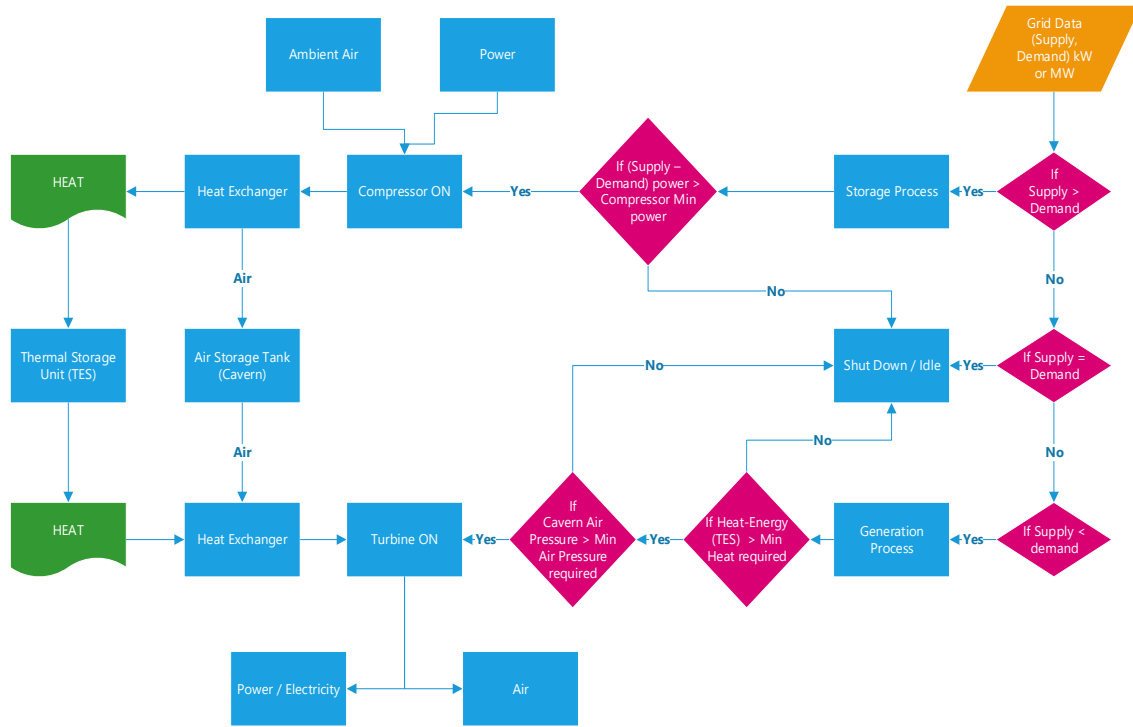 Ambient Air
Power
Grid Data
(Supply,
Demand) kW
or MW
HEAT
Heat Exchanger
Compressor ON
Yes
If (Supply –
Demand) power >
Compressor Min
power
Storage Process
Yes
If
Supply >
Demand
Air
No
No
Thermal Storage
Unit (TES)
Air Storage Tank
(Cavern)
No
Shut Down / Idle
Yes
If Supply =
Demand
Air
No
No
HEAT
Heat Exchanger
Turbine ON
Yes
If
Cavern Air
Pressure > Min
Air Pressure
required
Yes
If Heat-Energy
(TES) > Min
Heat required
Generation
Process
Yes
If Supply <
demand
Power / Electricity
Air